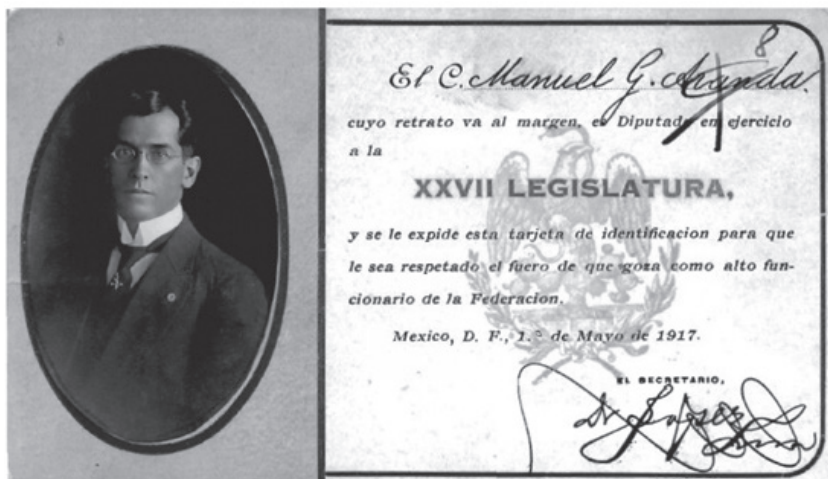 8
El C. Manuel G. Aranda.
cuyo retrato va al margen, es Diputado en ejercicio
a la
XXVII LEGISLATURA,
y se le expide esta tarjeta de identificacion para que
le sea respetado el fuero de que goza como alto fun-
cionario de la Federacion.
Mexico, D. F., 1.º de Mayo de 1917.
EL SECRETARIO,